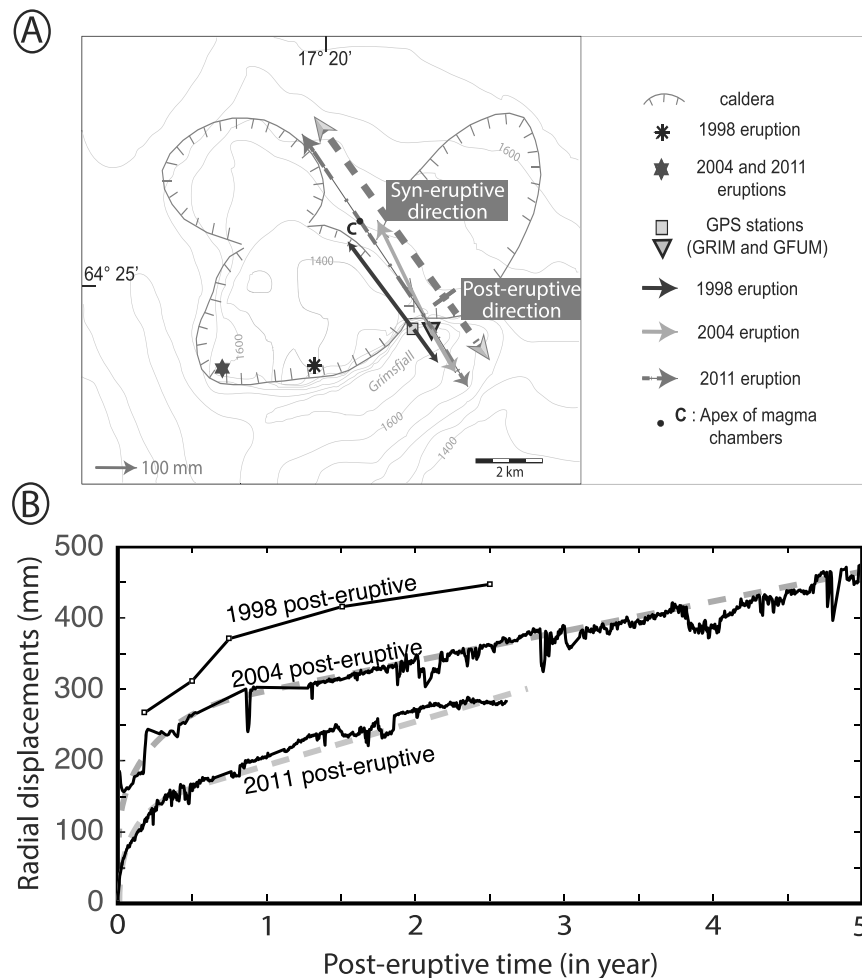 A
17° 20'
64° 25'
1600
Syn-eruptive
direction
C
1400
Post-eruptive
direction
1600
Grimsfjall
1600
1400
100 mm
2 km
caldera
1998 eruption
2004 and 2011
eruptions
GPS stations
(GRIM and GFUM)
1998 eruption
2004 eruption
2011 eruption
C : Apex of magma
chambers
B
Radial displacements (mm)
500
400
300
200
100
0
1998 post-eruptive
2004 post-eruptive
2011 post-eruptive
0 1 2 3 4 5
Post-eruptive time (in year)